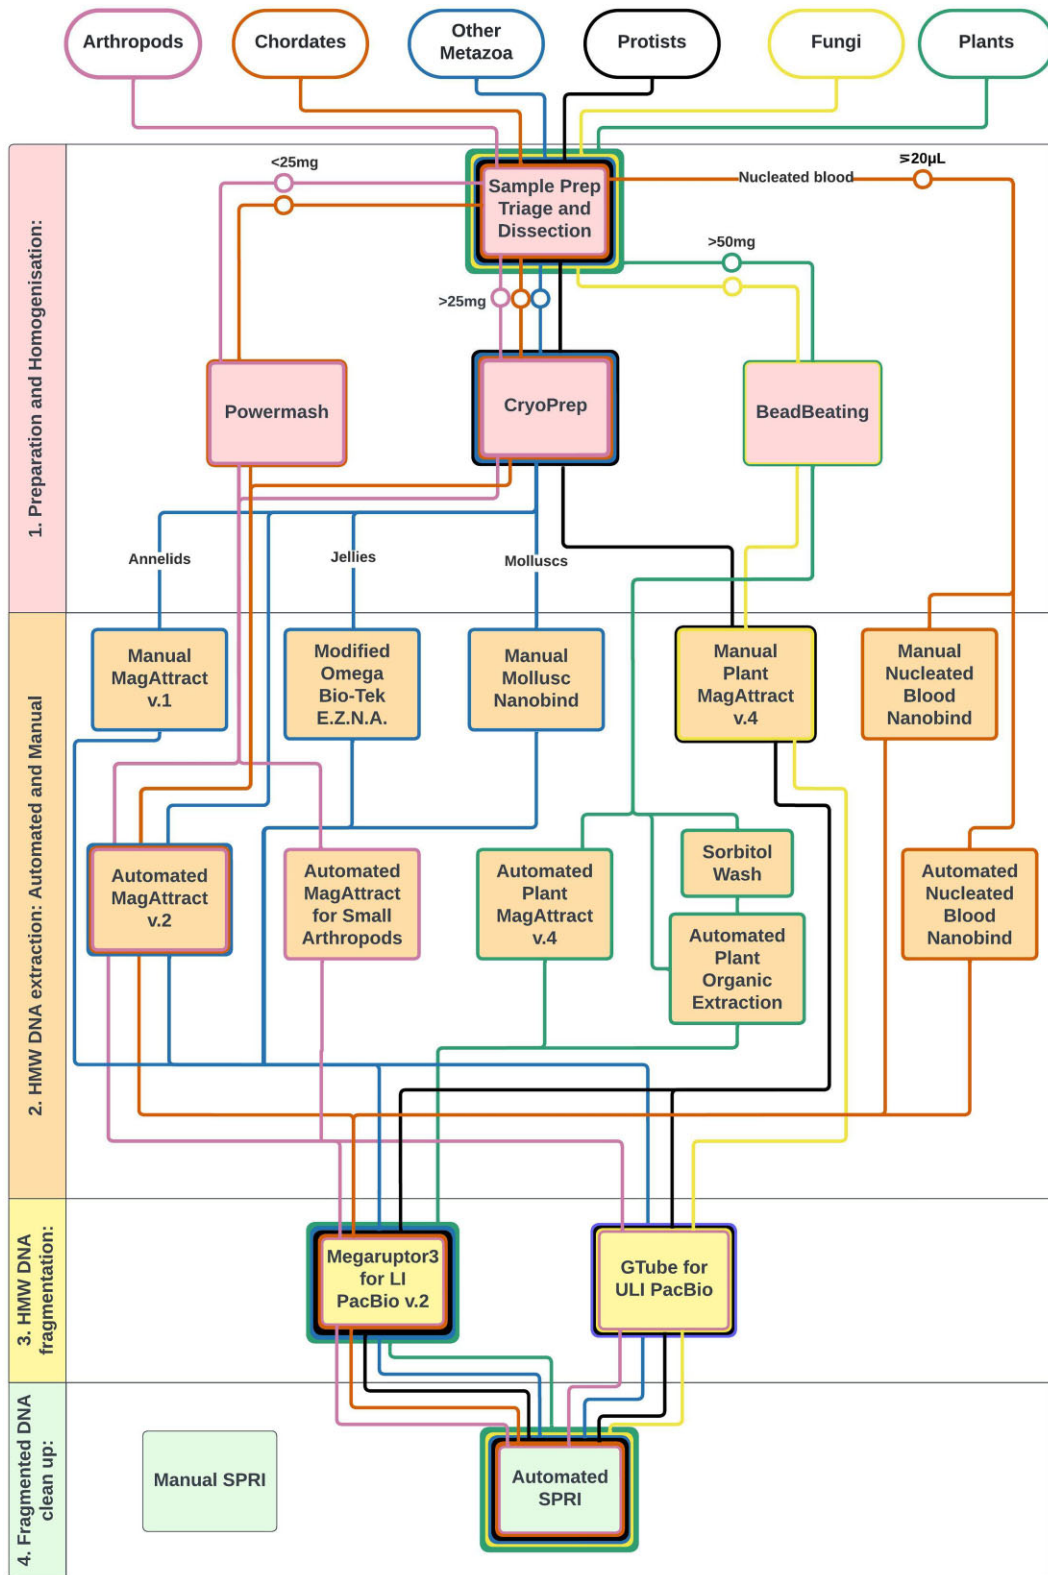 Arthropods
Chordates
Other
Metazoa
Protists
Fungi
Plants
1. Preparation and Homogenisation:
<25mg
Sample Prep
Triage and
Dissection
Nucleated blood
⋜20µL
>50mg
>25mg
Powermash
CryoPrep
BeadBeating
Annelids
Jellies
Molluscs
2. HMW DNA extraction: Automated and Manual
Manual
MagAttract
v.1
Modified
Omega
Bio-Tek
E.Z.N.A.
Manual
Mollusc
Nanobind
Manual
Plant
MagAttract
v.4
Manual
Nucleated
Blood
Nanobind
Automated
MagAttract
v.2
Automated
MagAttract
for Small
Arthropods
Automated
Plant
MagAttract
v.4
Sorbitol
Wash
Automated
Plant
Organic
Extraction
Automated
Nucleated
Blood
Nanobind
3. HMW DNA
fragmentation:
Megaruptor3
for LI
PacBio v.2
GTube for
ULI PacBio
4. Fragmented DNA
clean up:
Manual SPRI
Automated
SPRI